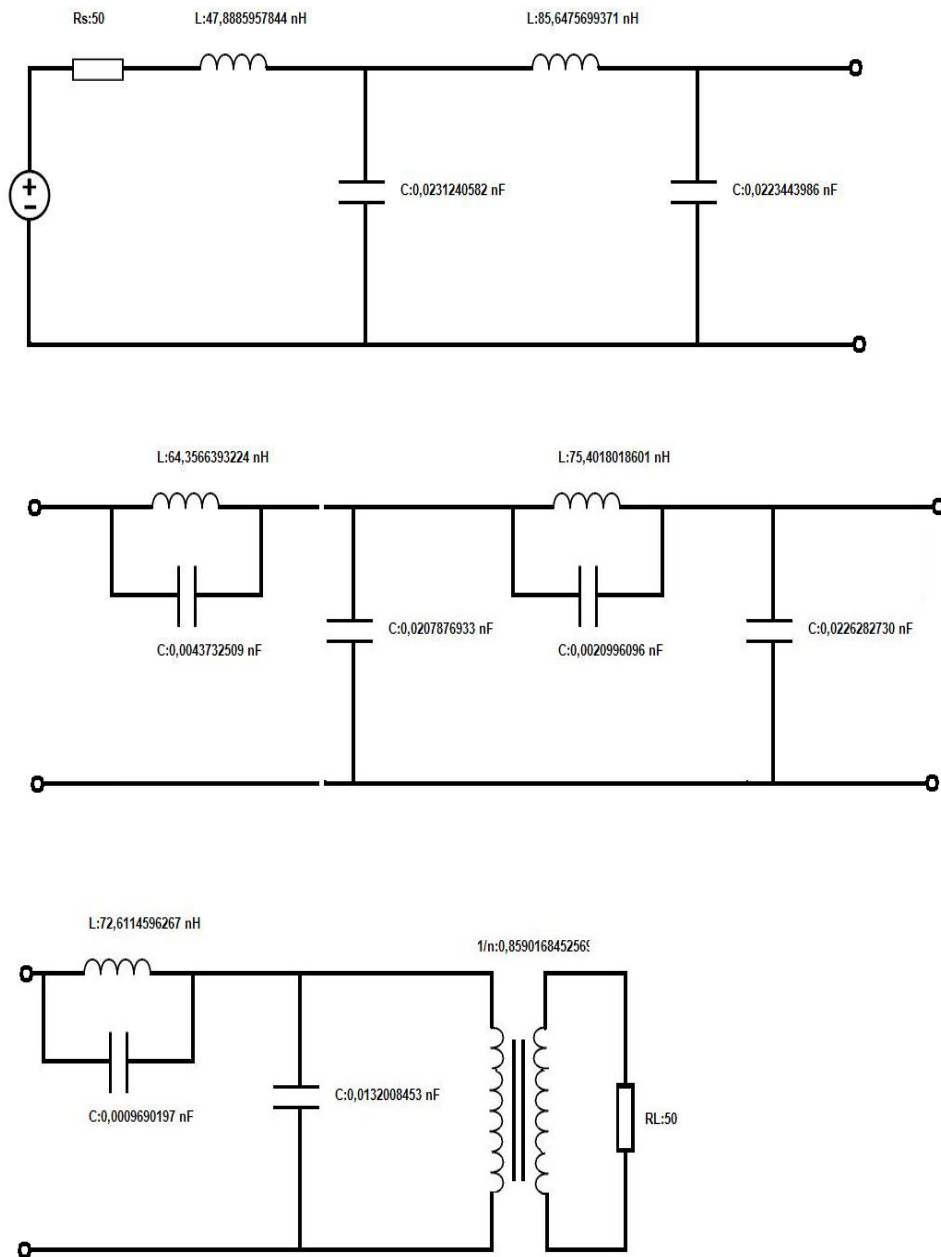 Rs:50
L:47,8885957844 nH
L:85,6475699371 nH
C:0,0231240582 nF
C:0,0223443986 nF
L:64,3566393224 nH
L:75,4018018601 nH
C:0,0207876933 nF
C:0,0226282730 nF
C:0,0043732509 nF
C:0,0020996096 nF
L:72,6114596267 nH
1/n:0,859016845256
C:0,0132008453 nF
C:0,0009690197 nF
RL:50